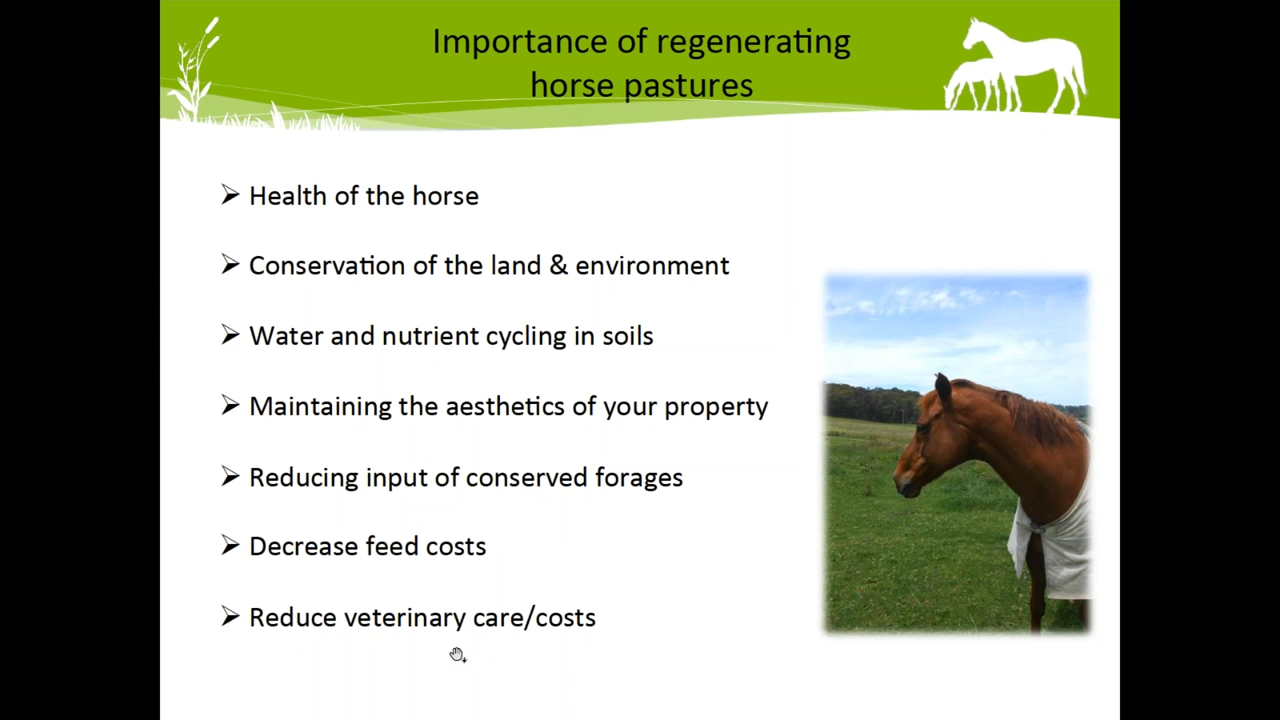 Importance of regenerating
horse pastures
➢ Health of the horse
➢ Conservation of the land & environment
➢ Water and nutrient cycling in soils
➢ Maintaining the aesthetics of your property
➢ Reducing input of conserved forages
➢ Decrease feed costs
➢ Reduce veterinary care/costs